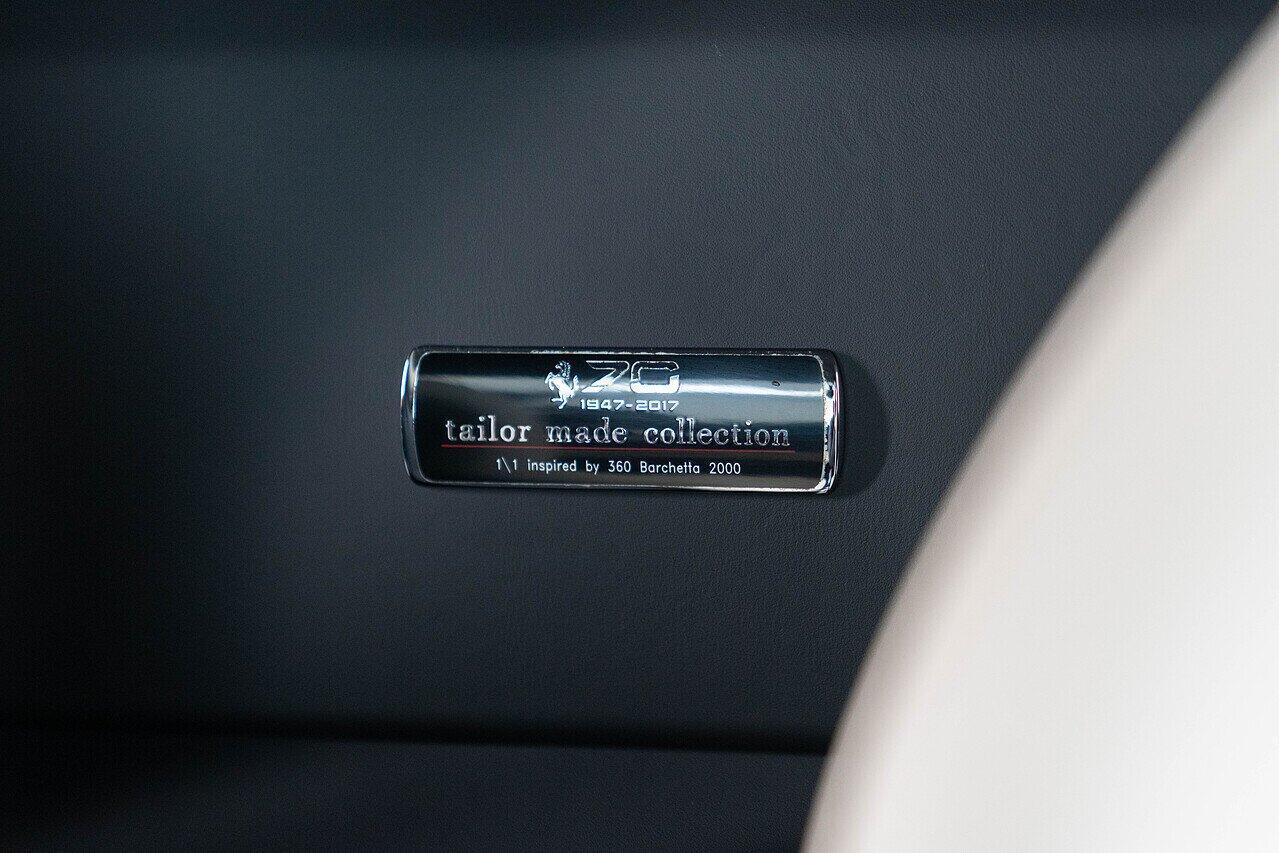 70
1947-2017
tailor made collection
1\1 inspired by 360 Barchetta 2000